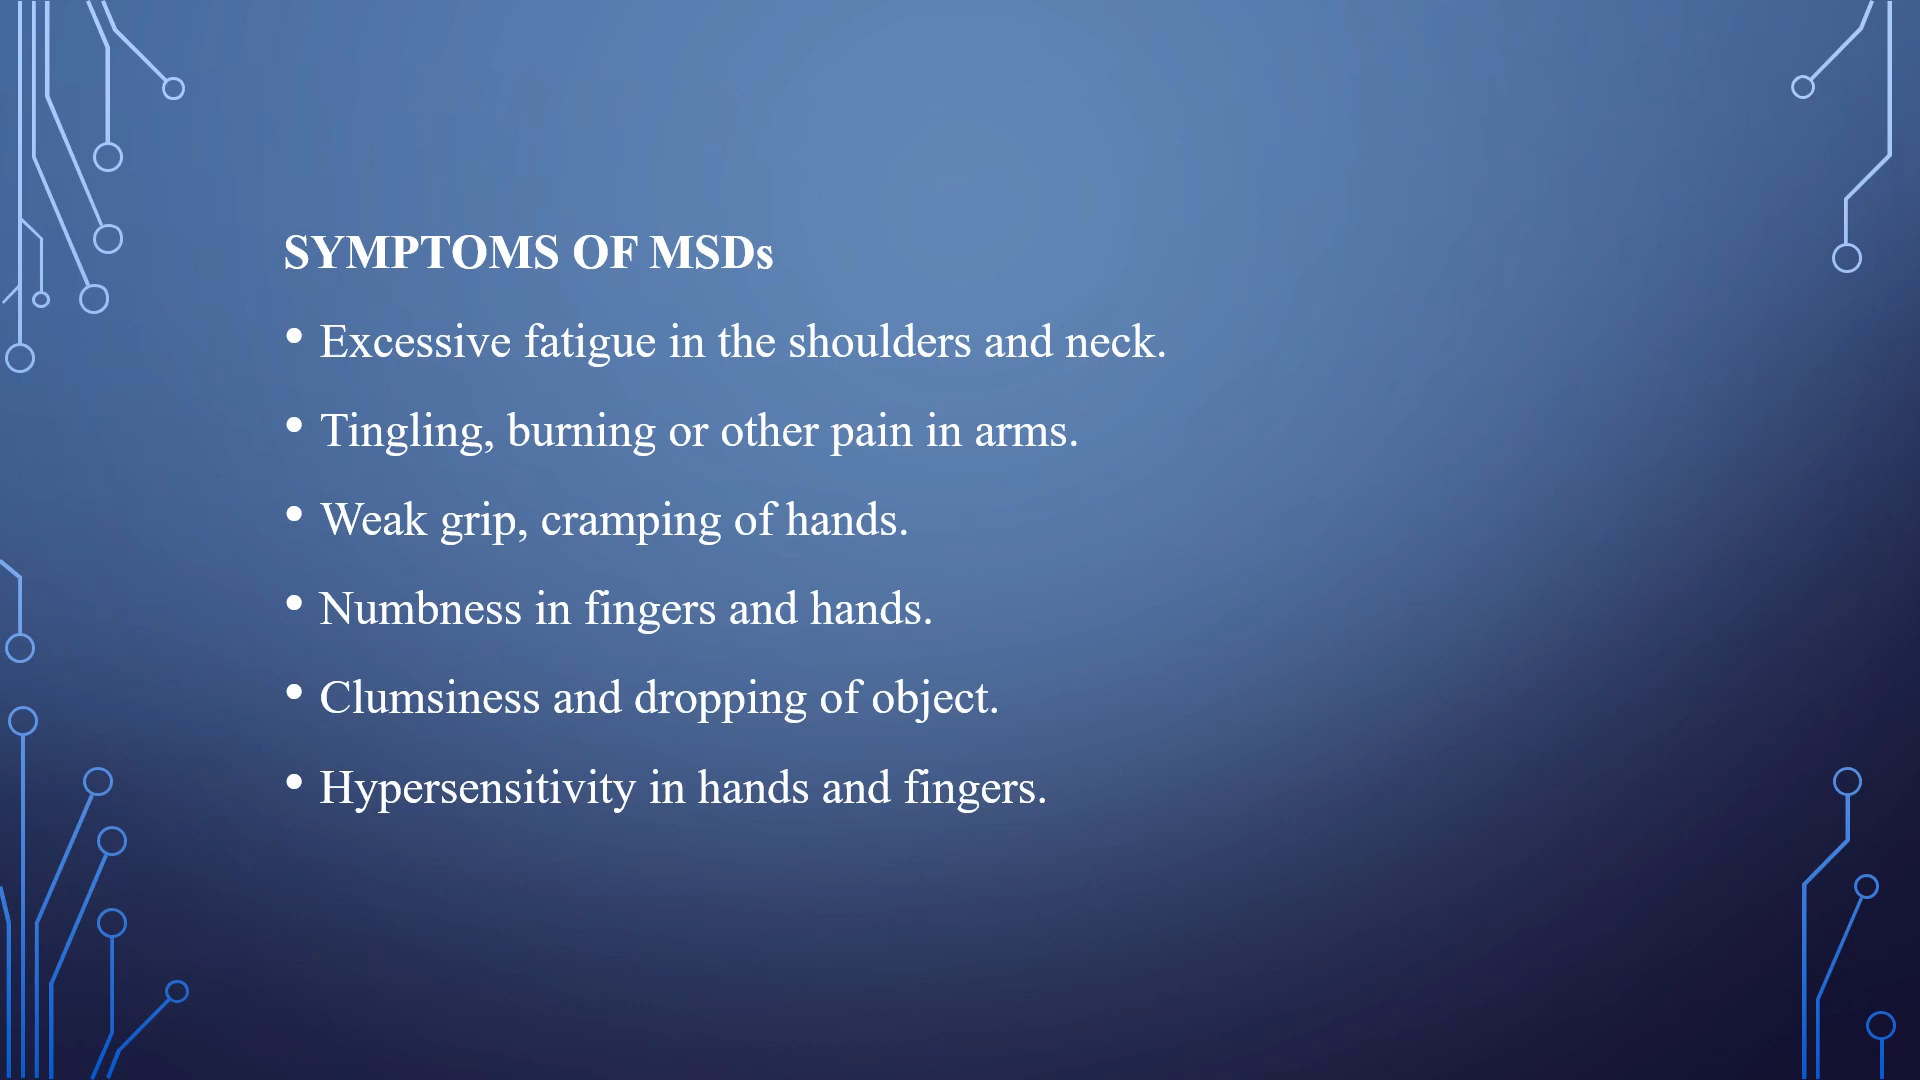 SYMPTOMS OF MSDs
• Excessive fatigue in the shoulders and neck.
• Tingling, burning or other pain in arms.
• Weak grip, cramping of hands.
• Numbness in fingers and hands.
• Clumsiness and dropping of object.
• Hypersensitivity in hands and fingers.